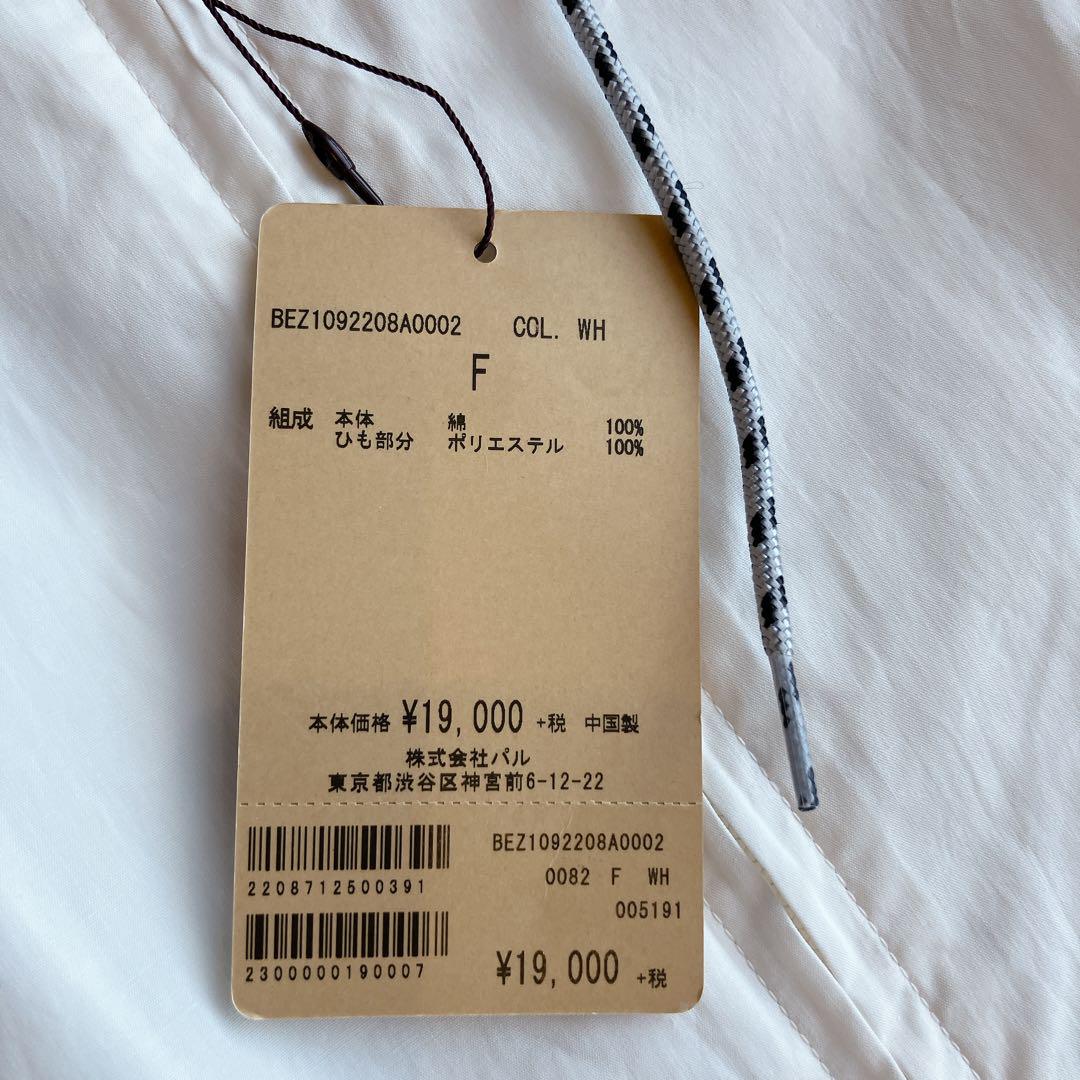 BEZ1092208A0002 COL. WH
F
組成 本体 綿 100%
ひも部分 ポリエステル 100%
本体価格 ¥19,000 +税 中国製
株式会社パル
東京都渋谷区神宮前6-12-22
BEZ1092208A0002
2208712500391
0082 F WH
005191
2300000190007
¥19,000 +税